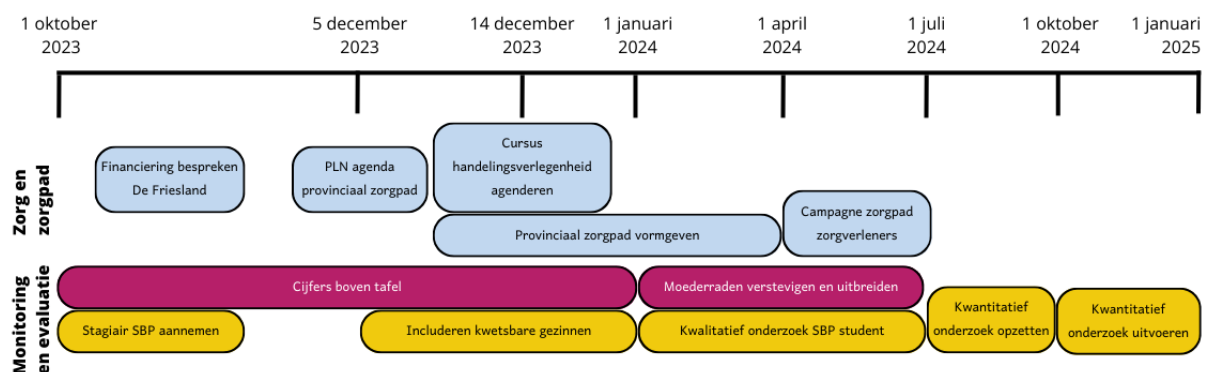 1 oktober
2023
5 december
2023
14 december
2023
1 januari
2024
1 april
2024
1 juli
2024
1 oktober
2024
1 januari
2025
Zorg en
zorgpad
Financiering bespreken
De Friesland
PLN agenda
provinciaal zorgpad
Cursus
handelingsverlegenheid
agenderen
Provinciaal zorgpad vormgeven
Campagne zorgpad
zorgverleners
Monitoring
en evaluatie
Cijfers boven tafel
Moederraden verstevigen en uitbreiden
Stagiair SBP aannemen
Includeren kwetsbare gezinnen
Kwalitatief onderzoek SBP student
Kwantitatief
onderzoek opzetten
Kwantitatief
onderzoek uitvoeren